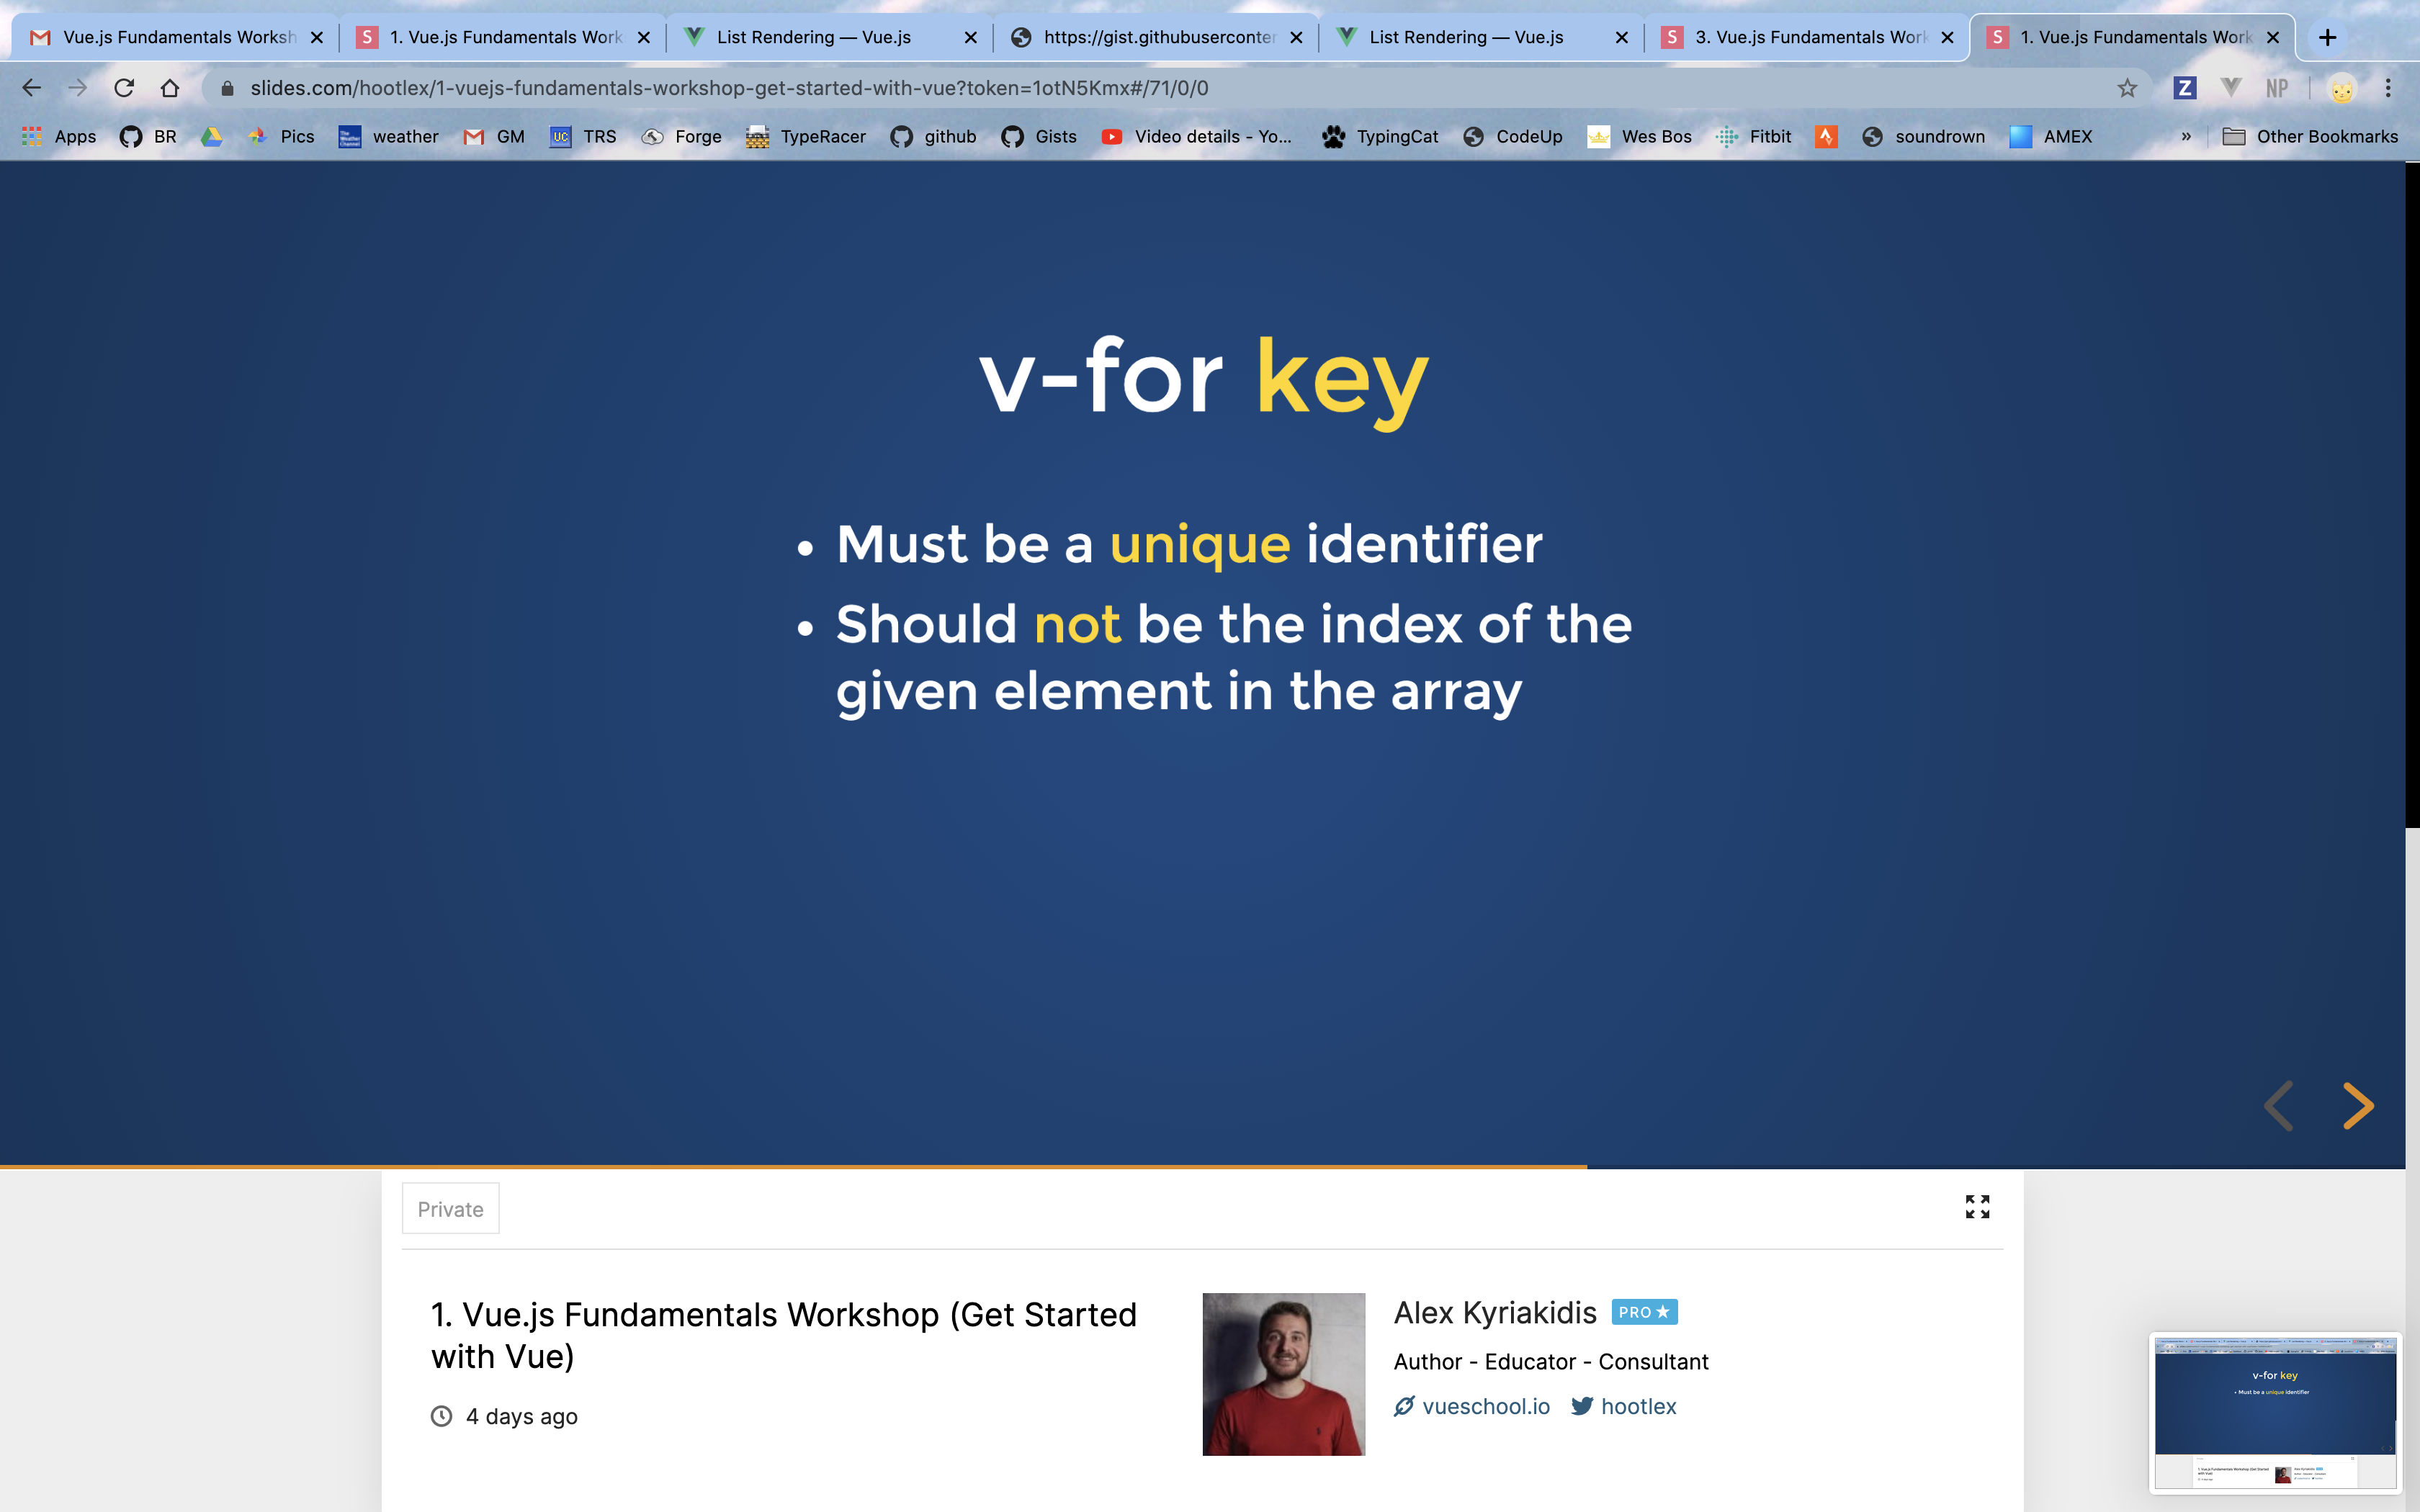 Vue.js Fundamentals Worksh
1. Vue.js Fundamentals Work
List Rendering — Vue.js
https://gist.githubuserconter
List Rendering — Vue.js
3. Vue.js Fundamentals Work
1. Vue.js Fundamentals Work
slides.com/hootlex/1-vuejs-fundamentals-workshop-get-started-with-vue?token=1otN5Kmx#/71/0/0
Z
NP
Apps
BR
Pics
weather
GM
UC
TRS
Forge
TypeRacer
github
Gists
Video details - Yo...
TypingCat
CodeUp
Wes Bos
Fitbit
soundrown
AMEX
»
Other Bookmarks
v-for key
• Must be a unique identifier
• Should not be the index of the
given element in the array
Private
1. Vue.js Fundamentals Workshop (Get Started
with Vue)
4 days ago
Alex Kyriakidis PRO ★
Author - Educator - Consultant
vueschool.io hootlex
v-for key
• Must be a unique identifier